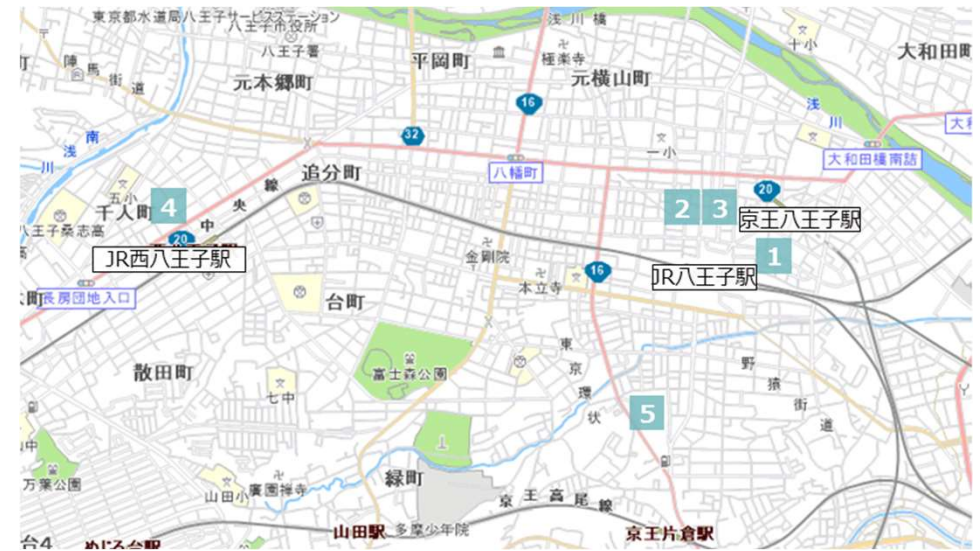 東京都水道局八王子サービスステーション
八王子市役所
浅川橋
十小
大和田町
陣馬街道
八王子署
平岡町
極楽寺
元本郷町
元横山町
16
浅川
南浅川
32
一小
大和田橋南詰
八幡町
追分町
五小
千人町
4
中央線
2
3
20
京王八王子駅
八王子桑志高
20
JR西八王子駅
金剛院
1
16
JR八王子駅
本立寺
長房団地入口
台町
東京環状
富士森公園
散田町
野猿街道
七中
5
万葉公園
山田小
廣園禅寺
緑町
京王高尾線
山田駅
多摩少年院
京王片倉駅
めじろ台駅